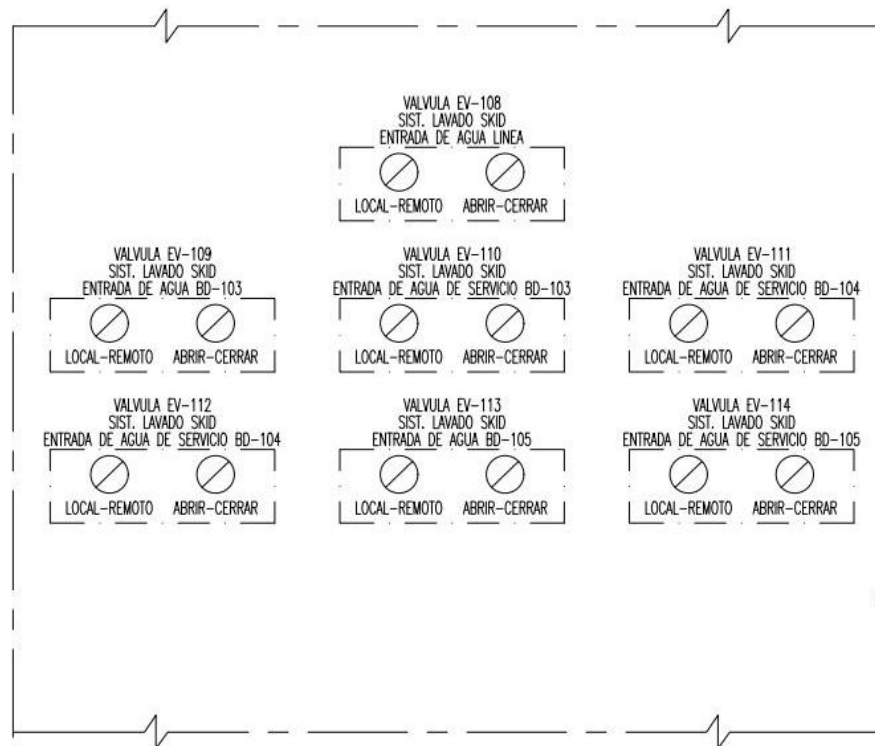 VALVULA EV-108
SIST. LAVADO SKID
ENTRADA DE AGUA LINEA
LOCAL-REMOTO ABRIR-CERRAR
VALVULA EV-109
SIST. LAVADO SKID
ENTRADA DE AGUA BD-103
LOCAL-REMOTO ABRIR-CERRAR
VALVULA EV-110
SIST. LAVADO SKID
ENTRADA DE AGUA DE SERVICIO BD-103
LOCAL-REMOTO ABRIR-CERRAR
VALVULA EV-111
SIST. LAVADO SKID
ENTRADA DE AGUA DE SERVICIO BD-104
LOCAL-REMOTO ABRIR-CERRAR
VALVULA EV-112
SIST. LAVADO SKID
ENTRADA DE AGUA DE SERVICIO BD-104
LOCAL-REMOTO ABRIR-CERRAR
VALVULA EV-113
SIST. LAVADO SKID
ENTRADA DE AGUA BD-105
LOCAL-REMOTO ABRIR-CERRAR
VALVULA EV-114
SIST. LAVADO SKID
ENTRADA DE AGUA DE SERVICIO BD-105
LOCAL-REMOTO ABRIR-CERRAR